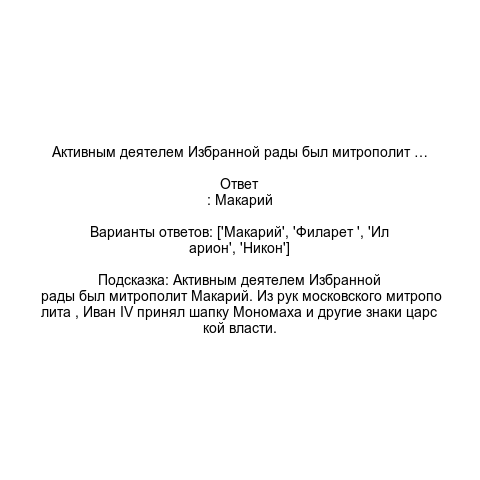 Активным деятелем Избранной рады был митрополит …
Ответ
: Макарий
Варианты ответов: ['Макарий', 'Филарет ', 'Ил
арион', 'Никон']
Подсказка: Активным деятелем Избранной
рады был митрополит Макарий. Из рук московского митропо
лита , Иван IV принял шапку Мономаха и другие знаки царс
кой власти.